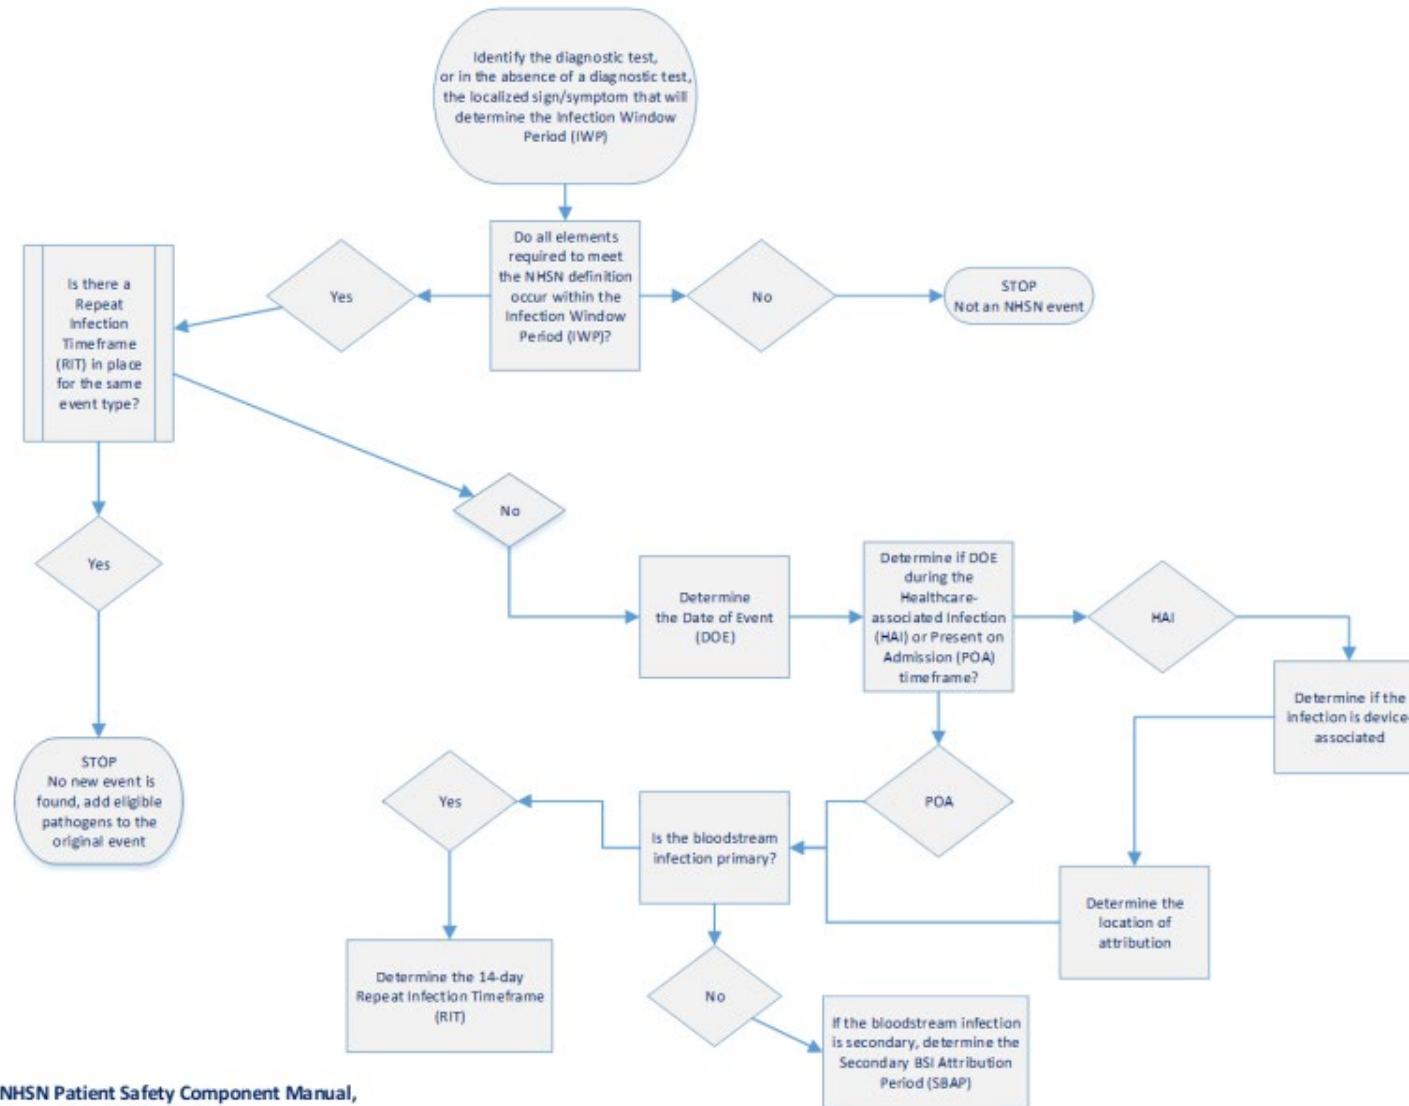 Identify the diagnostic test,
or in the absence of a diagnostic test,
the localized sign/symptom that will
determine the Infection Window
Period (IWP)
Do all elements
required to meet
the NHSN definition
occur within the
Infection Window
Period (IWP)?
Yes
No
STOP
Not an NHSN event
Is there a
Repeat
Infection
Timeframe
(RIT) in place
for the same
event type?
No
Yes
STOP
No new event is
found, add eligible
pathogens to the
original event
Determine
the Date of Event
(DOE)
Determine if DOE
during the
Healthcare-
associated Infection
(HAI) or Present on
Admission (POA)
timeframe?
HAI
Determine if the
infection is device-
associated
POA
Determine the
location of
attribution
Is the bloodstream
infection primary?
Yes
Determine the 14-day
Repeat Infection Timeframe
(RIT)
No
If the bloodstream infection
is secondary, determine the
Secondary BSI Attribution
Period (SBAP)
NHSN Patient Safety Component Manual,